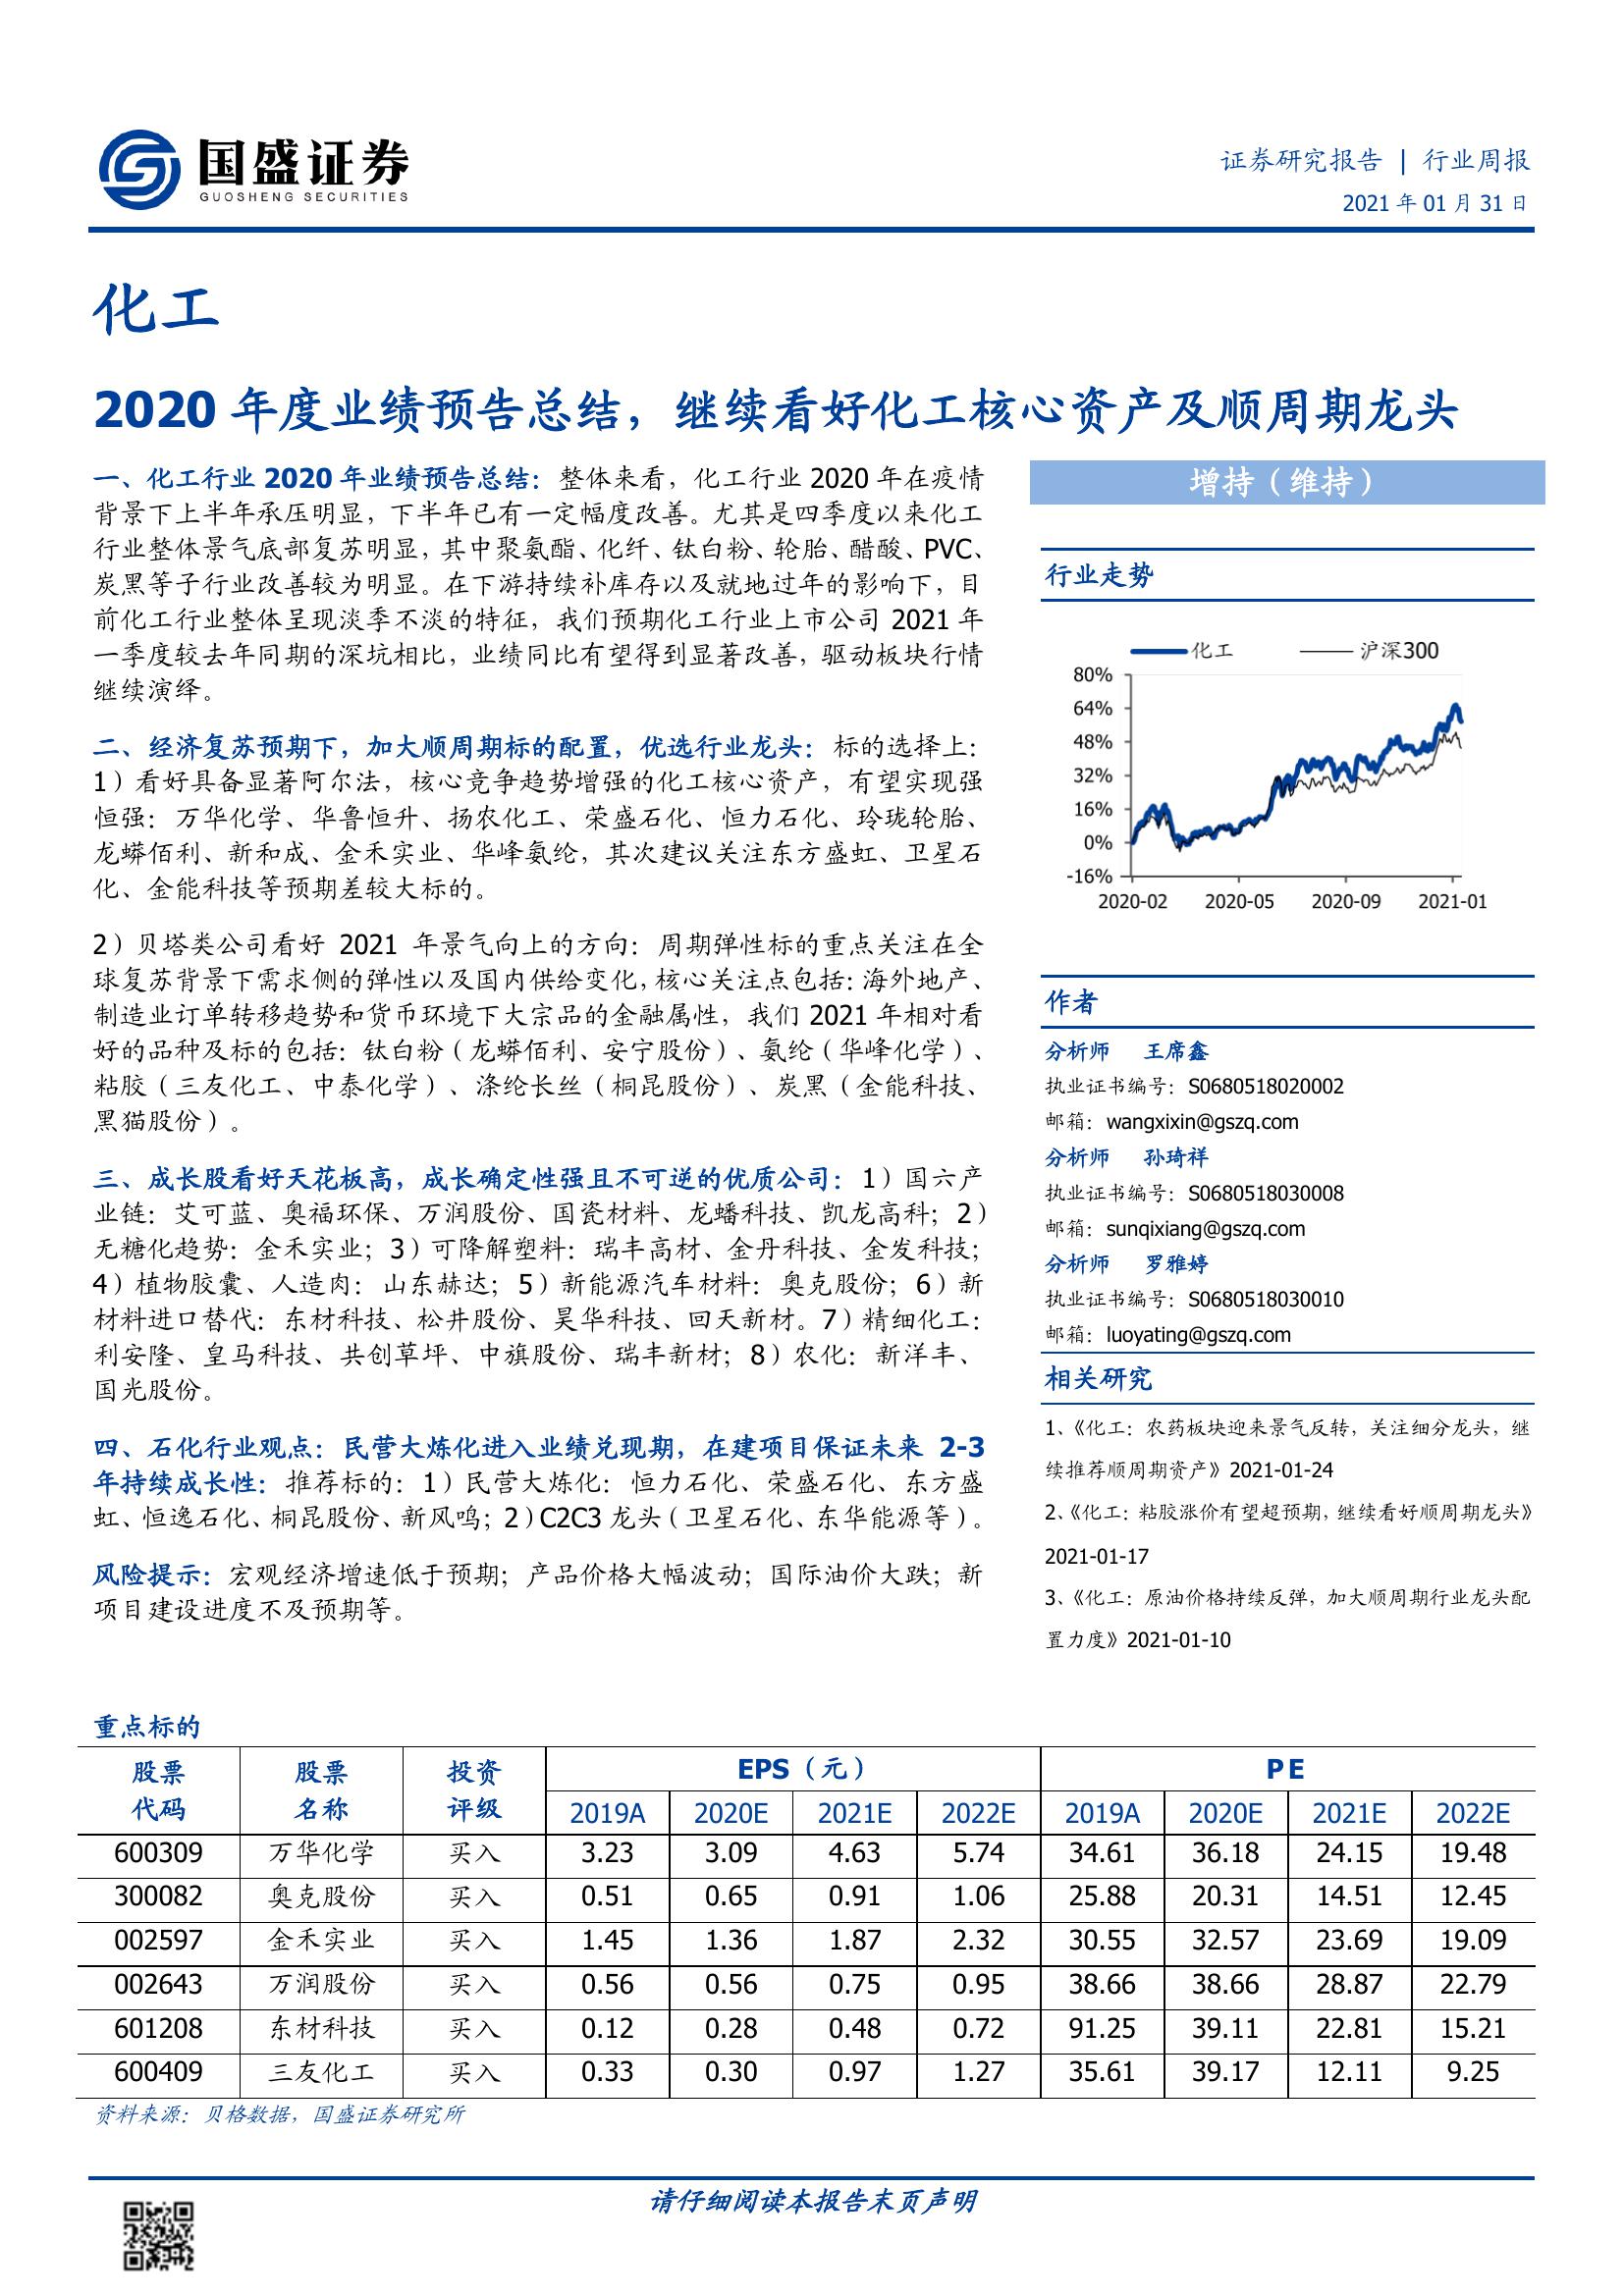 国盛证券
GUOSHENG SECURITIES
证券研究报告 | 行业周报
2021 年 01 月 31 日
化工
2020 年度业绩预告总结，继续看好化工核心资产及顺周期龙头
一、化工行业 2020 年业绩预告总结：整体来看，化工行业 2020 年在疫情
背景下上半年承压明显，下半年已有一定幅度改善。尤其是四季度以来化工
行业整体景气底部复苏明显，其中聚氨酯、化纤、钛白粉、轮胎、醋酸、PVC、
炭黑等子行业改善较为明显。在下游持续补库存以及就地过年的影响下，目
前化工行业整体呈现淡季不淡的特征，我们预期化工行业上市公司 2021 年
一季度较去年同期的深坑相比，业绩同比有望得到显著改善，驱动板块行情
继续演绎。
二、经济复苏预期下，加大顺周期标的配置，优选行业龙头：标的选择上：
1）看好具备显著阿尔法，核心竞争趋势增强的化工核心资产，有望实现强
恒强：万华化学、华鲁恒升、扬农化工、荣盛石化、恒力石化、玲珑轮胎、
龙蟒佰利、新和成、金禾实业、华峰氨纶，其次建议关注东方盛虹、卫星石
化、金能科技等预期差较大标的。
2）贝塔类公司看好 2021 年景气向上的方向：周期弹性标的重点关注在全
球复苏背景下需求侧的弹性以及国内供给变化，核心关注点包括：海外地产、
制造业订单转移趋势和货币环境下大宗品的金融属性，我们 2021 年相对看
好的品种及标的包括：钛白粉（龙蟒佰利、安宁股份）、氨纶（华峰化学）、
粘胶（三友化工、中泰化学）、涤纶长丝（桐昆股份）、炭黑（金能科技、
黑猫股份）。
三、成长股看好天花板高，成长确定性强且不可逆的优质公司：1）国六产
业链：艾可蓝、奥福环保、万润股份、国瓷材料、龙蟠科技、凯龙高科；2）
无糖化趋势：金禾实业；3）可降解塑料：瑞丰高材、金丹科技、金发科技；
4）植物胶囊、人造肉：山东赫达；5）新能源汽车材料：奥克股份；6）新
材料进口替代：东材科技、松井股份、昊华科技、回天新材。7）精细化工：
利安隆、皇马科技、共创草坪、中旗股份、瑞丰新材；8）农化：新洋丰、
国光股份。
四、石化行业观点：民营大炼化进入业绩兑现期，在建项目保证未来 2-3
年持续成长性：推荐标的：1）民营大炼化：恒力石化、荣盛石化、东方盛
虹、恒逸石化、桐昆股份、新风鸣；2）C2C3 龙头（卫星石化、东华能源等）。
风险提示：宏观经济增速低于预期；产品价格大幅波动；国际油价大跌；新
项目建设进度不及预期等。
增持（维持）
行业走势
化工 沪深300
80%
64%
48%
32%
16%
0%
-16%
2020-02 2020-05 2020-09 2021-01
作者
分析师 王席鑫
执业证书编号：S0680518020002
邮箱：wangxixin@gszq.com
分析师 孙琦祥
执业证书编号：S0680518030008
邮箱：sunqixiang@gszq.com
分析师 罗雅婷
执业证书编号：S0680518030010
邮箱：luoyating@gszq.com
相关研究
1、《化工：农药板块迎来景气反转，关注细分龙头，继
续推荐顺周期资产》2021-01-24
2、《化工：粘胶涨价有望超预期，继续看好顺周期龙头》
2021-01-17
3、《化工：原油价格持续反弹，加大顺周期行业龙头配
置力度》2021-01-10
重点标的
股票 股票 投资 EPS（元） PE
代码 名称 评级 2019A 2020E 2021E 2022E 2019A 2020E 2021E 2022E
600309 万华化学 买入 3.23 3.09 4.63 5.74 34.61 36.18 24.15 19.48
300082 奥克股份 买入 0.51 0.65 0.91 1.06 25.88 20.31 14.51 12.45
002597 金禾实业 买入 1.45 1.36 1.87 2.32 30.55 32.57 23.69 19.09
002643 万润股份 买入 0.56 0.56 0.75 0.95 38.66 38.66 28.87 22.79
601208 东材科技 买入 0.12 0.28 0.48 0.72 91.25 39.11 22.81 15.21
600409 三友化工 买入 0.33 0.30 0.97 1.27 35.61 39.17 12.11 9.25
资料来源：贝格数据，国盛证券研究所
请仔细阅读本报告末页声明